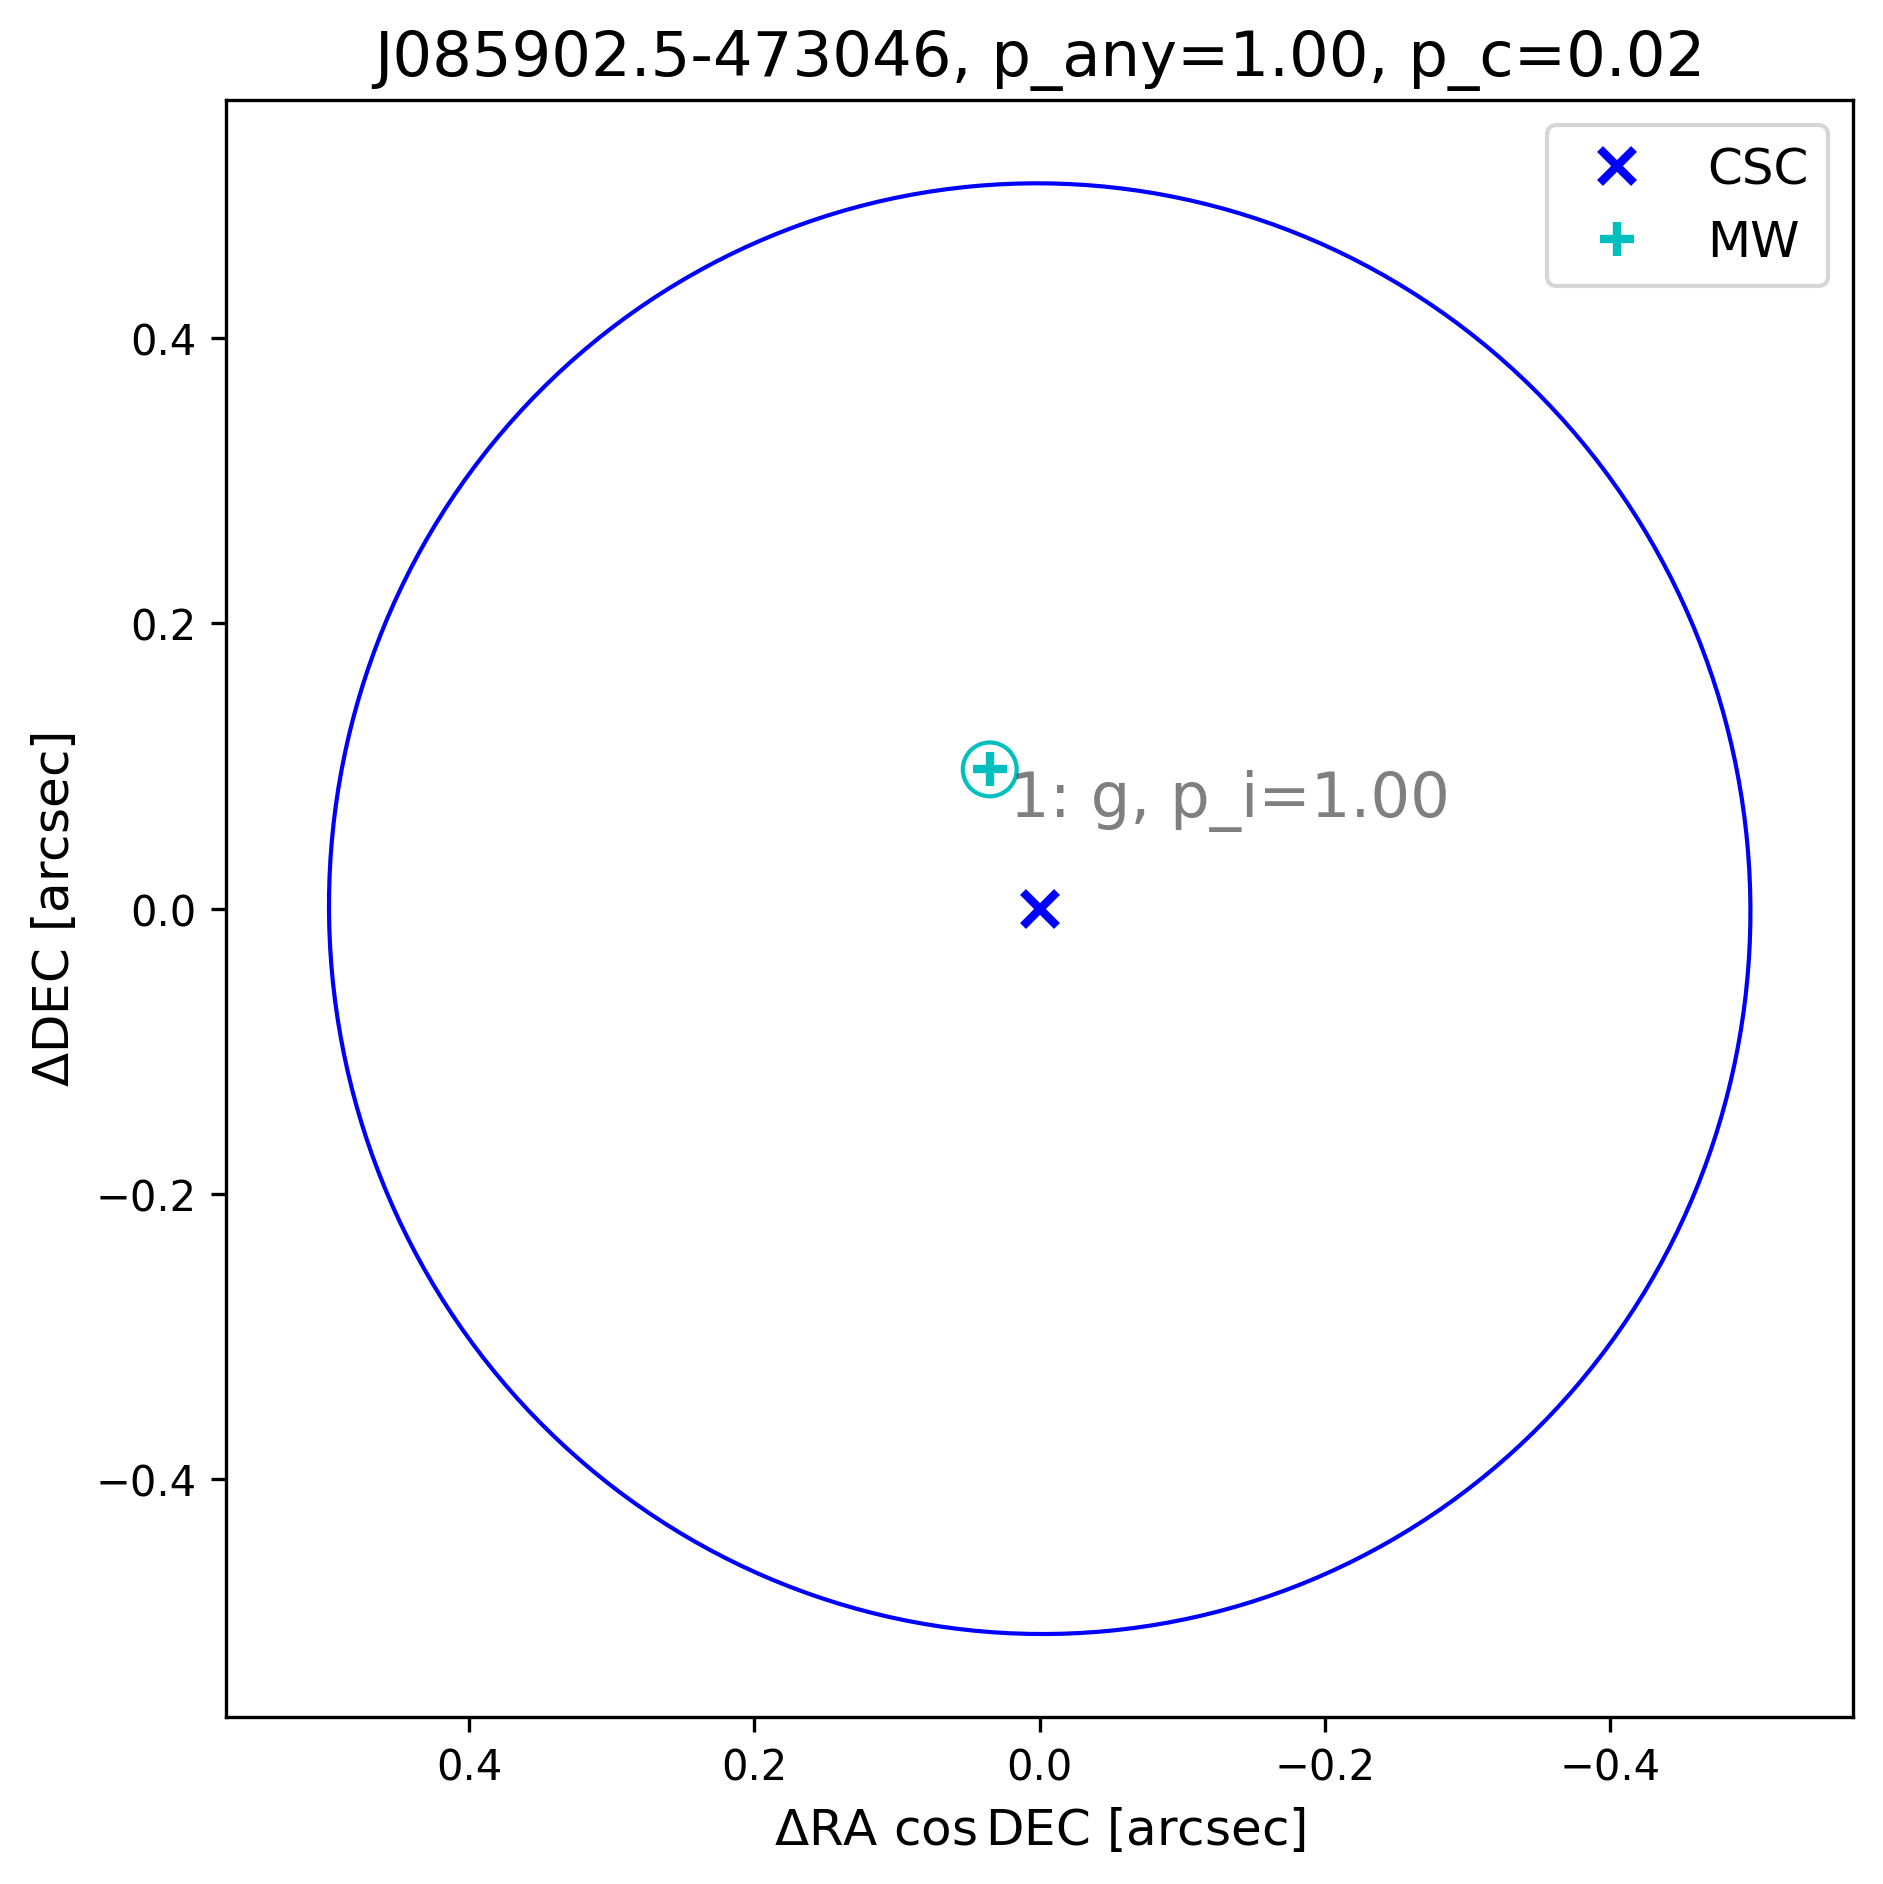 J085902.5-473046, p_any=1.00, p_c=0.02
CSC
MW
0.4
0.2
0.0
−0.2
−0.4
1: g, p_i=1.00
ΔDEC [arcsec]
0.4
0.2
0.0
−0.2
−0.4
ΔRA cos DEC [arcsec]